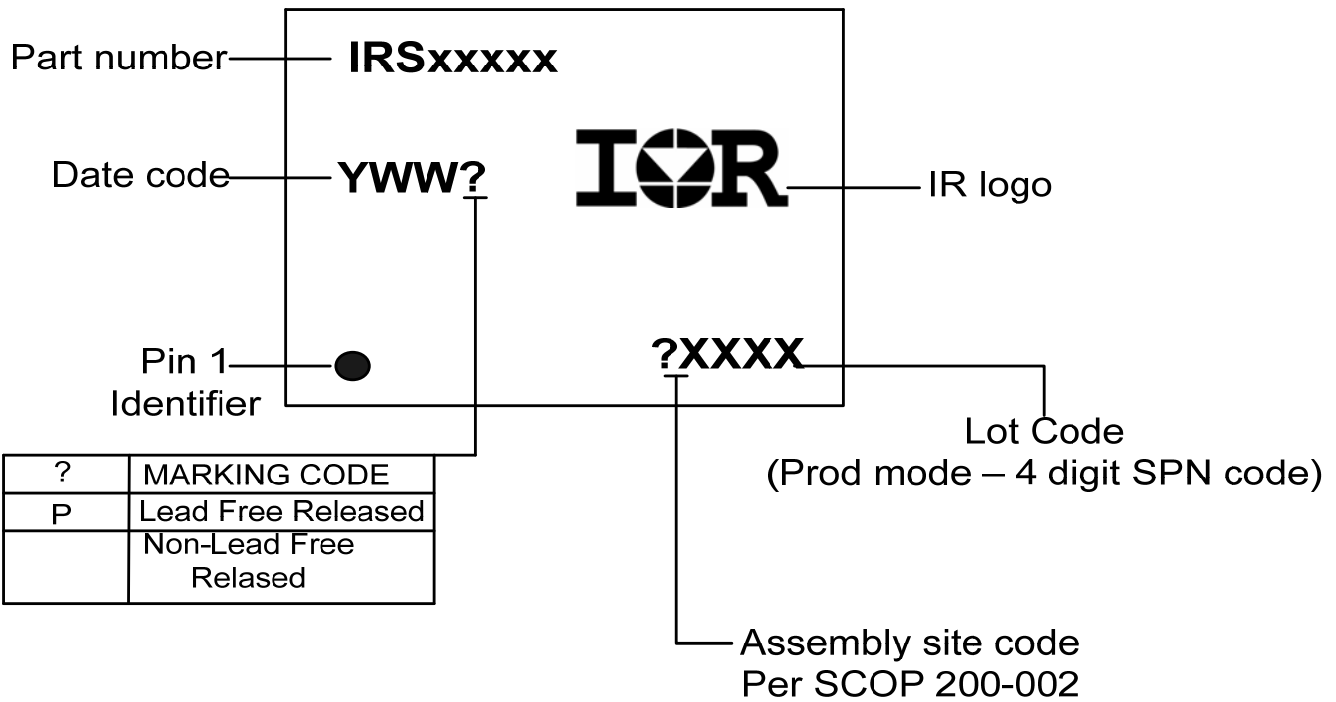 Part number
IRSxxxxx
Date code
YWW?
IOR
IR logo
Pin 1
Identifier
?XXXX
Lot Code
(Prod mode – 4 digit SPN code)
? MARKING CODE
P Lead Free Released
Non-Lead Free
Relased
Assembly site code
Per SCOP 200-002